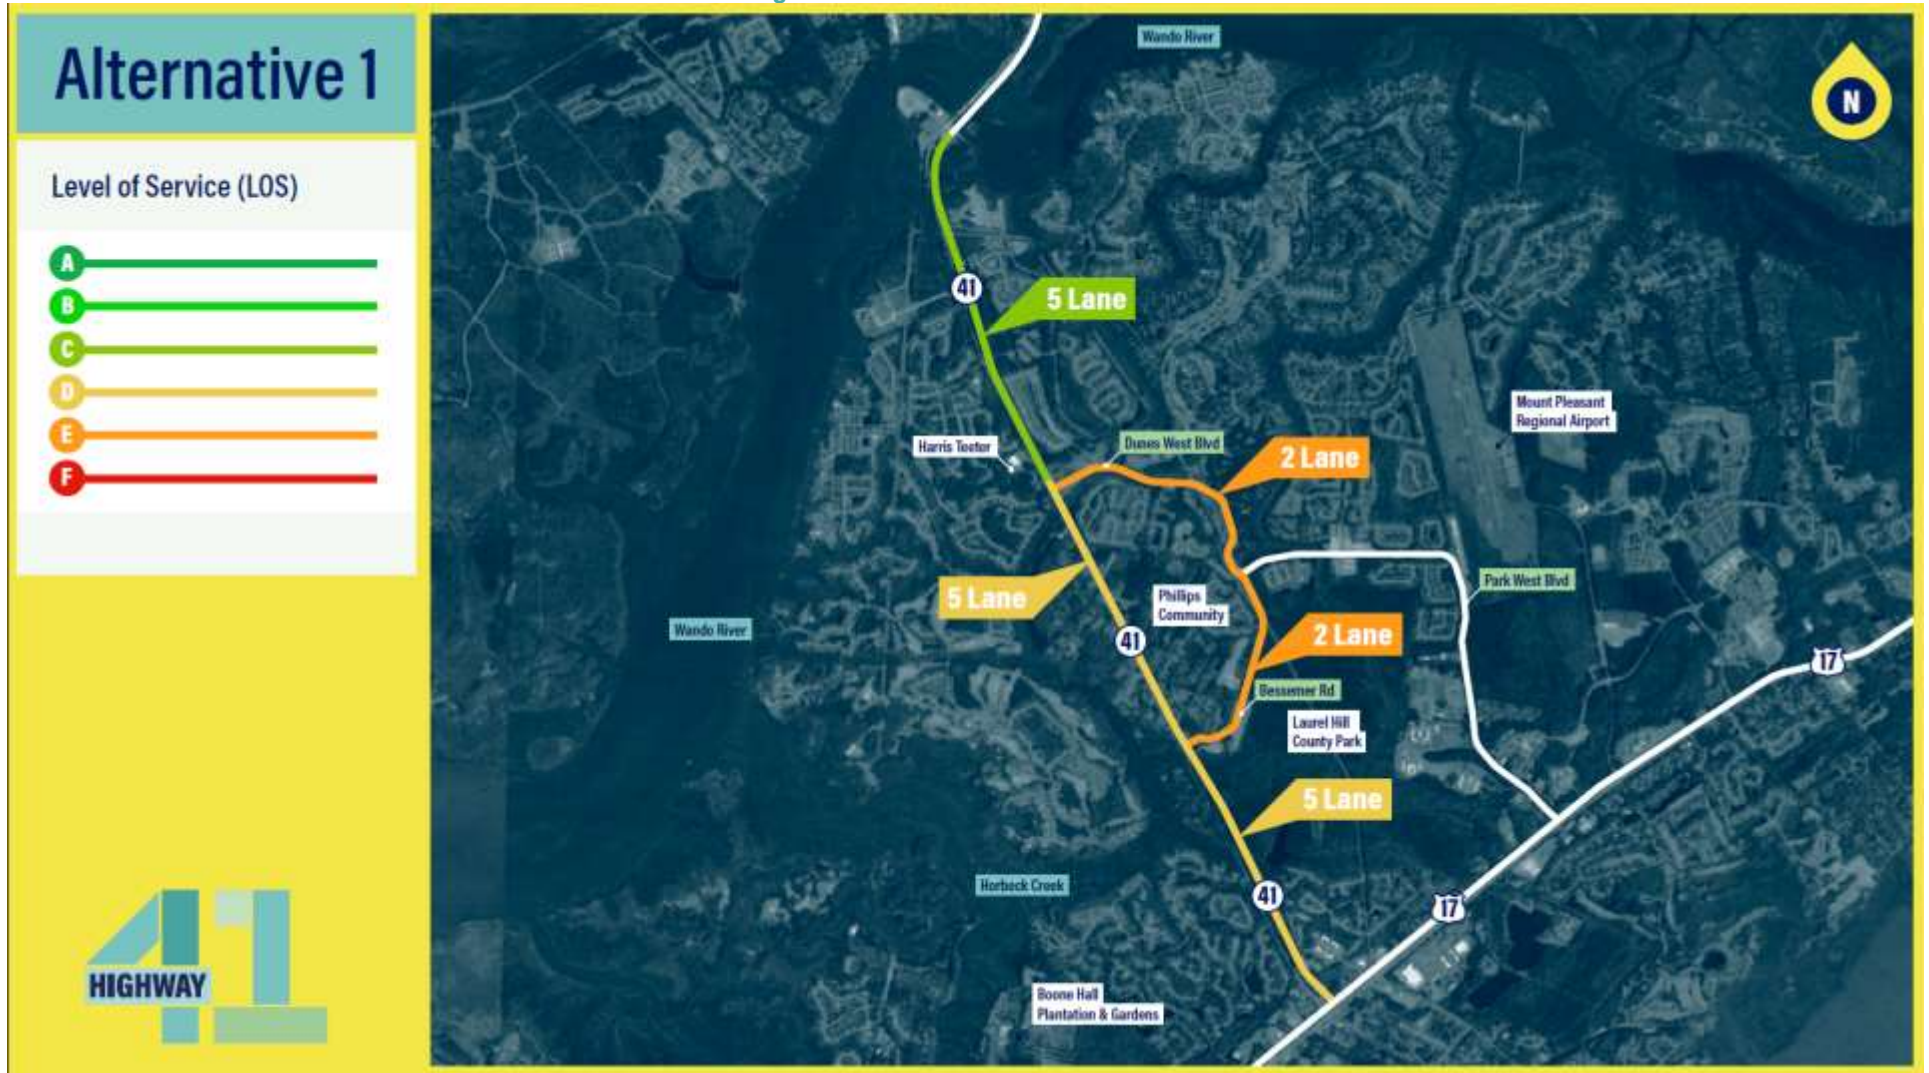 Alternative 1
Level of Service (LOS)
A
B
C
D
E
F
HIGHWAY
41
Wando River
N
41
5 Lane
Mount Pleasant
Regional Airport
Harris Teeter
Dunes West Blvd
2 Lane
Park West Blvd
5 Lane
Phillips
Community
Wando River
41
2 Lane
17
Bessemer Rd
Laurel Hill
County Park
5 Lane
Horbeck Creek
41
17
Boone Hall
Plantation & Gardens